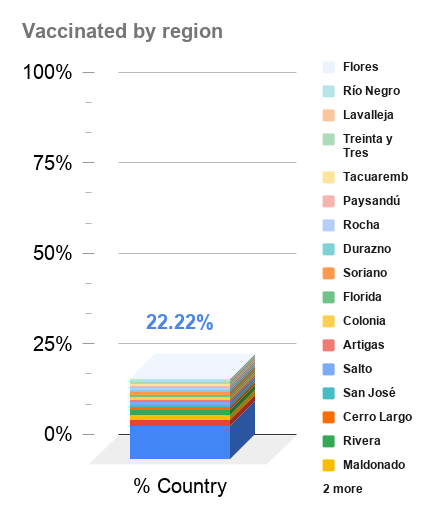 Vaccinated by region
100%
75%
50%
25%
0%
22.22%
% Country
Flores
Río Negro
Lavalleja
Treinta y
Tres
Tacuaremb
Paysandú
Rocha
Durazno
Soriano
Florida
Colonia
Artigas
Salto
San José
Cerro Largo
Rivera
Maldonado
2 more